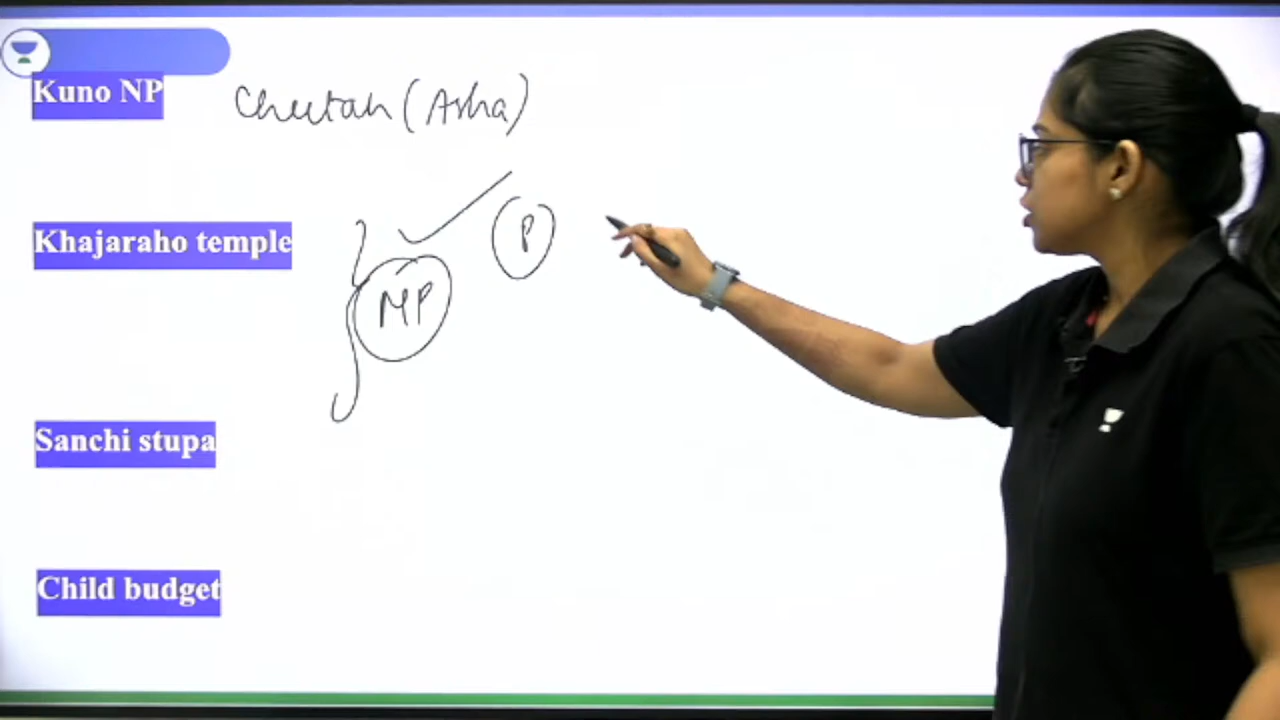 Kuno NP Cheetah (Asha)
Khajaraho temple
P
MP
Sanchi stupa
Child budget